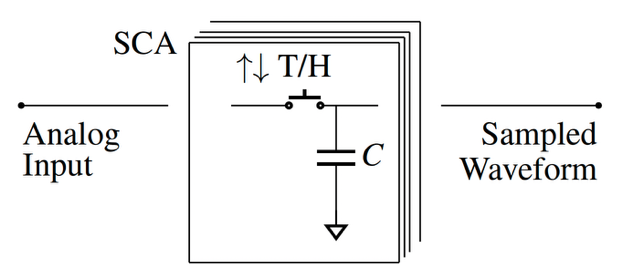 SCA
↑↓ T/H
Analog
Input
C
Sampled
Waveform